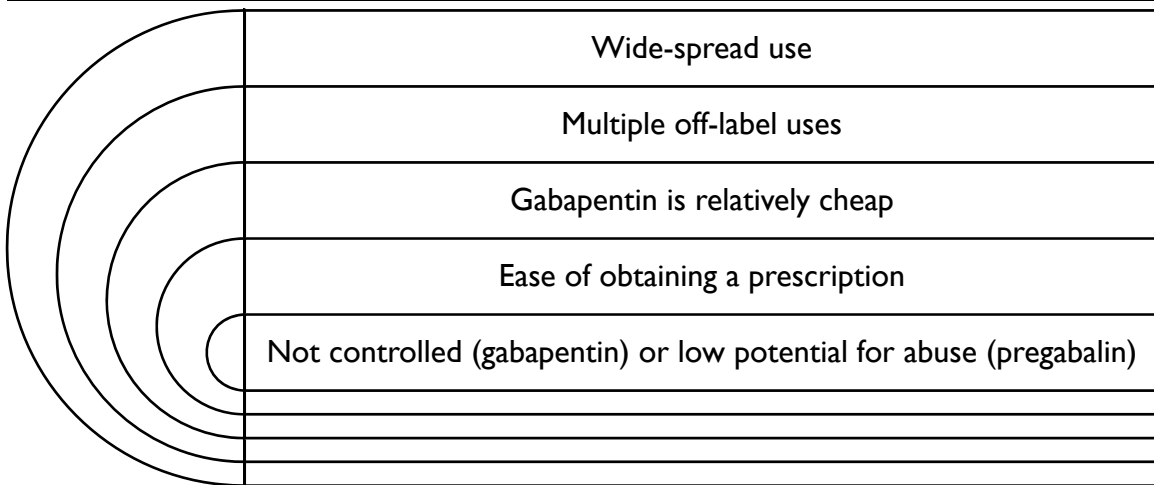 Wide-spread use
Multiple off-label uses
Gabapentin is relatively cheap
Ease of obtaining a prescription
Not controlled (gabapentin) or low potential for abuse (pregabalin)